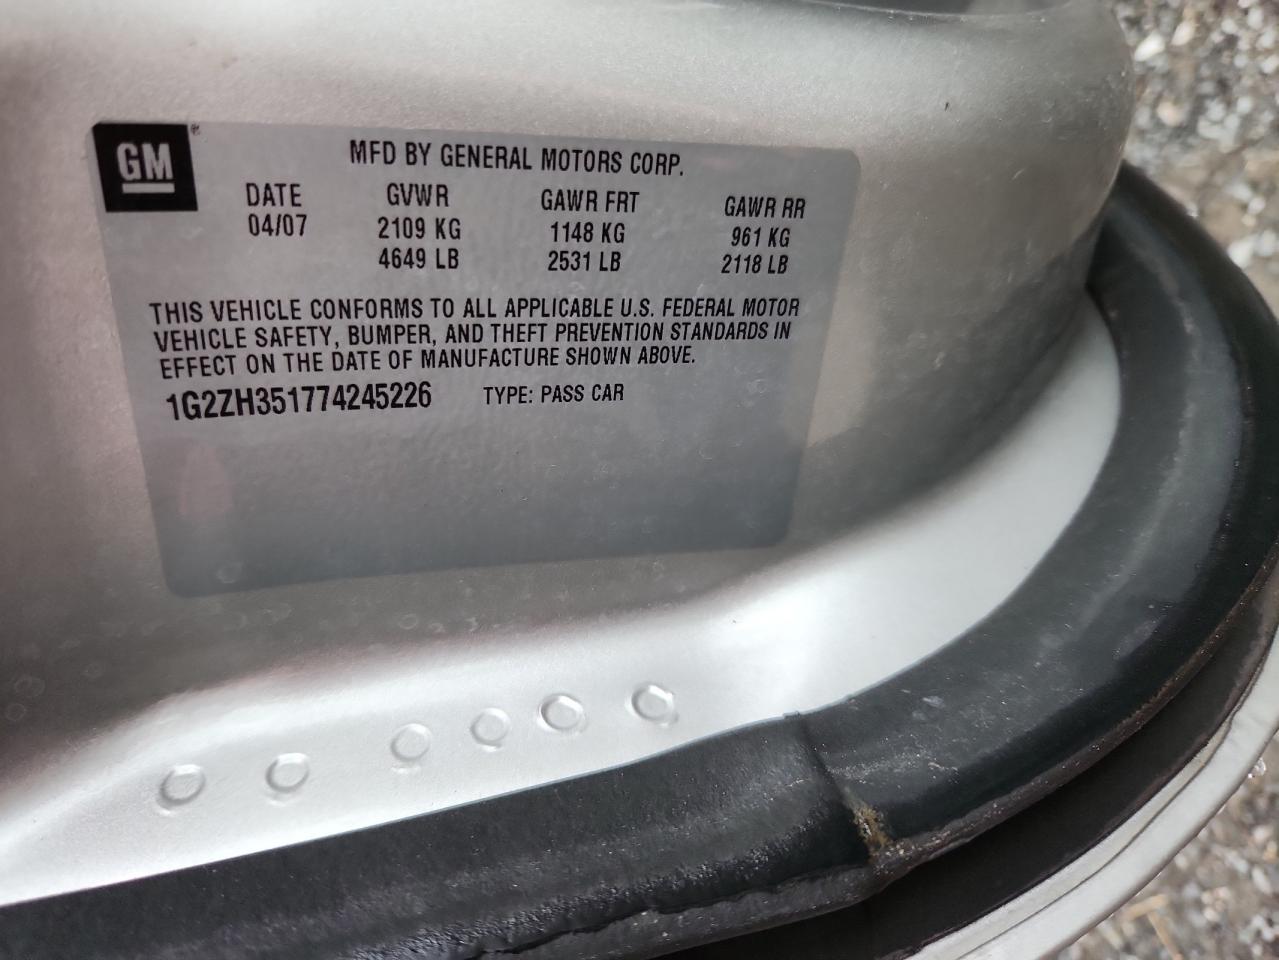 GM
MFD BY GENERAL MOTORS CORP.
DATE GVWR GAWR FRT GAWR RR
04/07 2109 KG 1148 KG 961 KG
4649 LB 2531 LB 2118 LB
THIS VEHICLE CONFORMS TO ALL APPLICABLE U.S. FEDERAL MOTOR
VEHICLE SAFETY, BUMPER, AND THEFT PREVENTION STANDARDS IN
EFFECT ON THE DATE OF MANUFACTURE SHOWN ABOVE.
1G2ZH351774245226 TYPE: PASS CAR